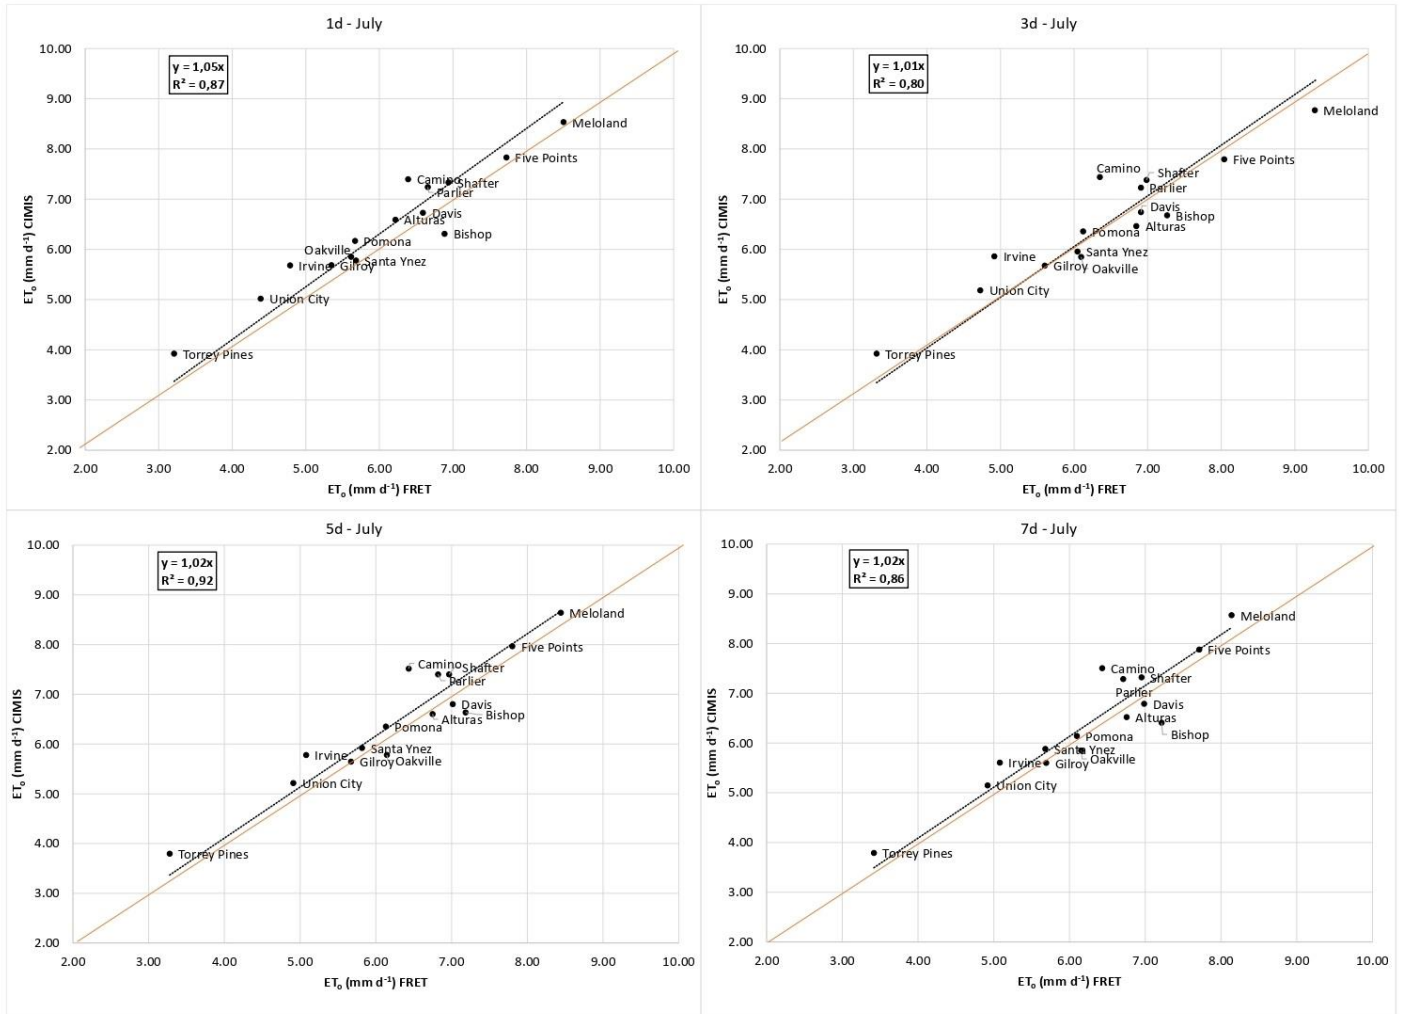 1d - July
10.00
9.00
8.00
7.00
6.00
5.00
4.00
3.00
2.00
ETo (mm d-1) CIMIS
y = 1,05x
R² = 0,87
Meloland
Five Points
Camino
Shafter
Parlier
Davis
Alturas
Bishop
Pomona
Oakville
Santa Ynez
Irvine
Gilroy
Union City
Torrey Pines
2.00 3.00 4.00 5.00 6.00 7.00 8.00 9.00 10.00
ETo (mm d-1) FRET
3d - July
10.00
9.00
8.00
7.00
6.00
5.00
4.00
3.00
2.00
ETo (mm d-1) CIMIS
y = 1,01x
R² = 0,80
Meloland
Five Points
Camino
Shafter
Parlier
Davis
Bishop
Alturas
Pomona
Santa Ynez
Irvine
Gilroy
Oakville
Union City
Torrey Pines
2.00 3.00 4.00 5.00 6.00 7.00 8.00 9.00 10.00
ETo (mm d-1) FRET
5d - July
10.00
9.00
8.00
7.00
6.00
5.00
4.00
3.00
2.00
ETo (mm d-1) CIMIS
y = 1,02x
R² = 0,92
Meloland
Five Points
Camino
Shafter
Parlier
Davis
Bishop
Alturas
Pomona
Santa Ynez
Irvine
Gilroy
Oakville
Union City
Torrey Pines
2.00 3.00 4.00 5.00 6.00 7.00 8.00 9.00 10.00
ETo (mm d-1) FRET
7d - July
10.00
9.00
8.00
7.00
6.00
5.00
4.00
3.00
2.00
ETo (mm d-1) CIMIS
y = 1,02x
R² = 0,86
Meloland
Five Points
Camino
Shafter
Parlier
Davis
Alturas
Bishop
Pomona
Santa Ynez
Oakville
Irvine
Gilroy
Union City
Torrey Pines
2.00 3.00 4.00 5.00 6.00 7.00 8.00 9.00 10.00
ETo (mm d-1) FRET